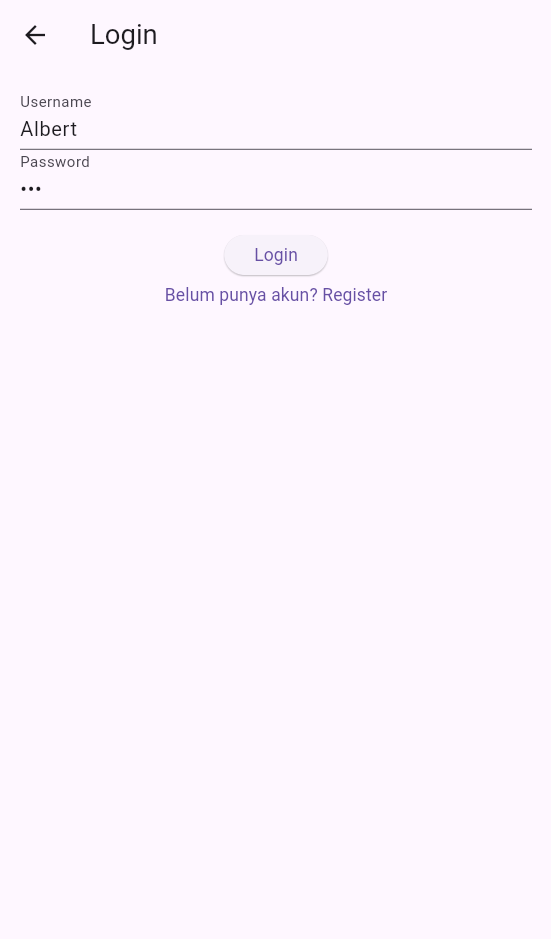 Login
Username
Albert
Password
•••
Login
Belum punya akun? Register